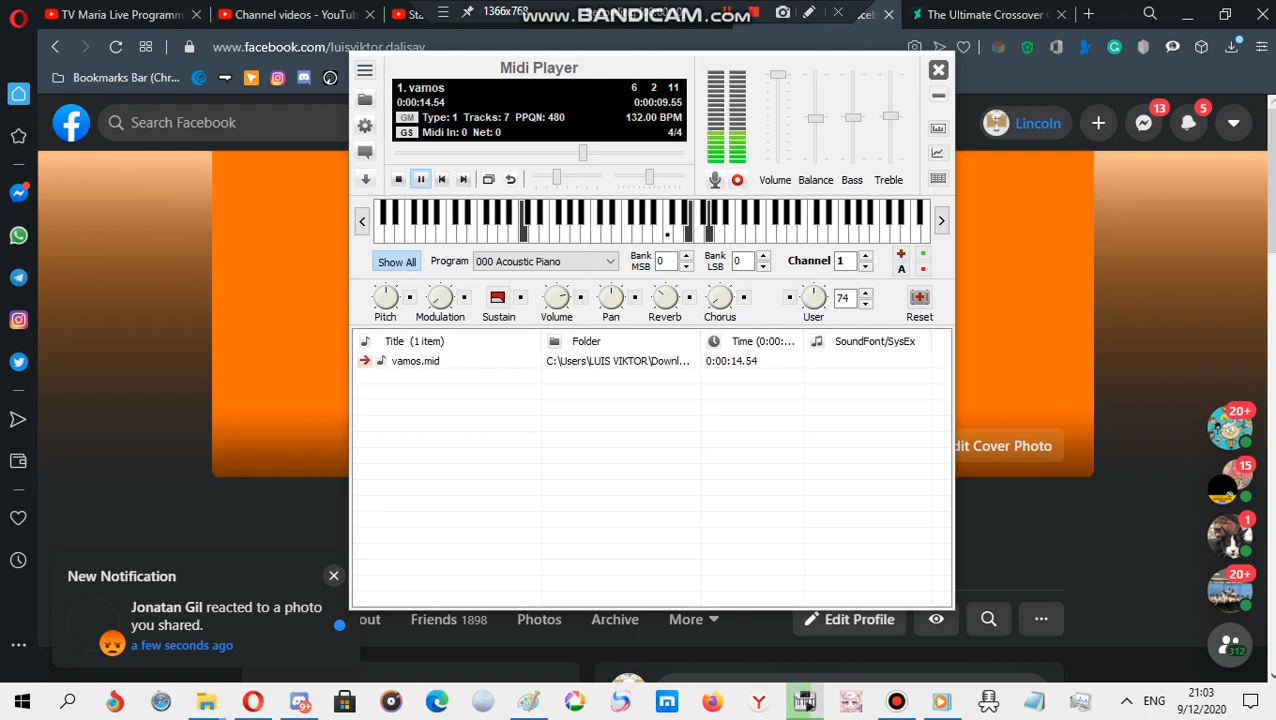 TV Maria Live Programm
Channel videos - YouTu
Sta
1366x768
www.BANDICAM.com
The Ultimate Crossover
www.facebook.com/luisviktor.dalisay
Bookmarks Bar (Chr...
Search Facebook
Lincoln
13
5
Midi Player
1. vamos
6 2 11
0:00:14.54
0:00:09.55
GM Type: 1 Tracks: 7 PPQN: 480
132.00 BPM
GS Midi In: 0 Net: 0
4/4
Volume Balance Bass Treble
Show All
Program
000 Acoustic Piano
Bank MSB 0
Bank LSB 0
Channel 1
A
Pitch Modulation Sustain Volume Pan Reverb Chorus
User
74
Reset
Title (1 item)
Folder
Time (0:00:...
SoundFont/SysEx
vamos.mid
C:\Users\LUIS VIKTOR\Downl...
0:00:14.54
dit Cover Photo
20+
15
1
20+
312
New Notification
Jonatan Gil reacted to a photo
you shared.
a few seconds ago
out
Friends 1898
Photos
Archive
More
Edit Profile
9+
ENG
21:03
9/12/2020